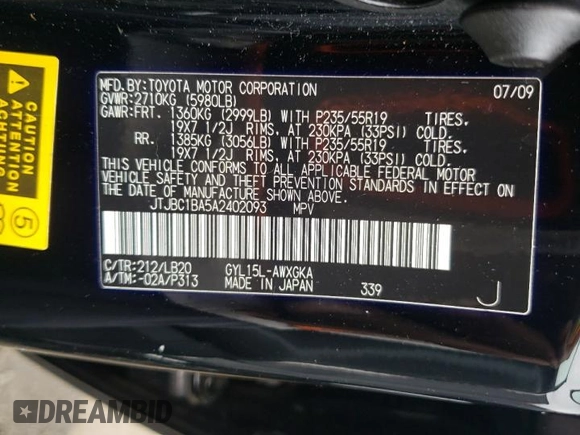 MFD.BY:TOYOTA MOTOR CORPORATION 07/09
GVWR:2710KG (5980LB)
GAWR:FRT. 1360KG (2999LB) WITH P235/55R19 TIRES,
19X7 1/2J RIMS. AT 230KPA (33PSI) COLD.
RR. 1385KG (3056LB) WITH P235/55R19 TIRES,
19X7 1/2J RIMS. AT 230KPA (33PSI) COLD.
THIS VEHICLE CONFORMS TO ALL APPLICABLE FEDERAL MOTOR
VEHICLE SAFETY AND THEFT PREVENTION STANDARDS IN EFFECT ON
THE DATE OF MANUFACTURE SHOWN ABOVE.
JTJBC1BA5A2402093 MPV
C/TR:212/LB20 GYL15L-AWXGKA
A/TM:-02A/P313 MADE IN JAPAN 339 J
ACHTUNG
DREAMBID